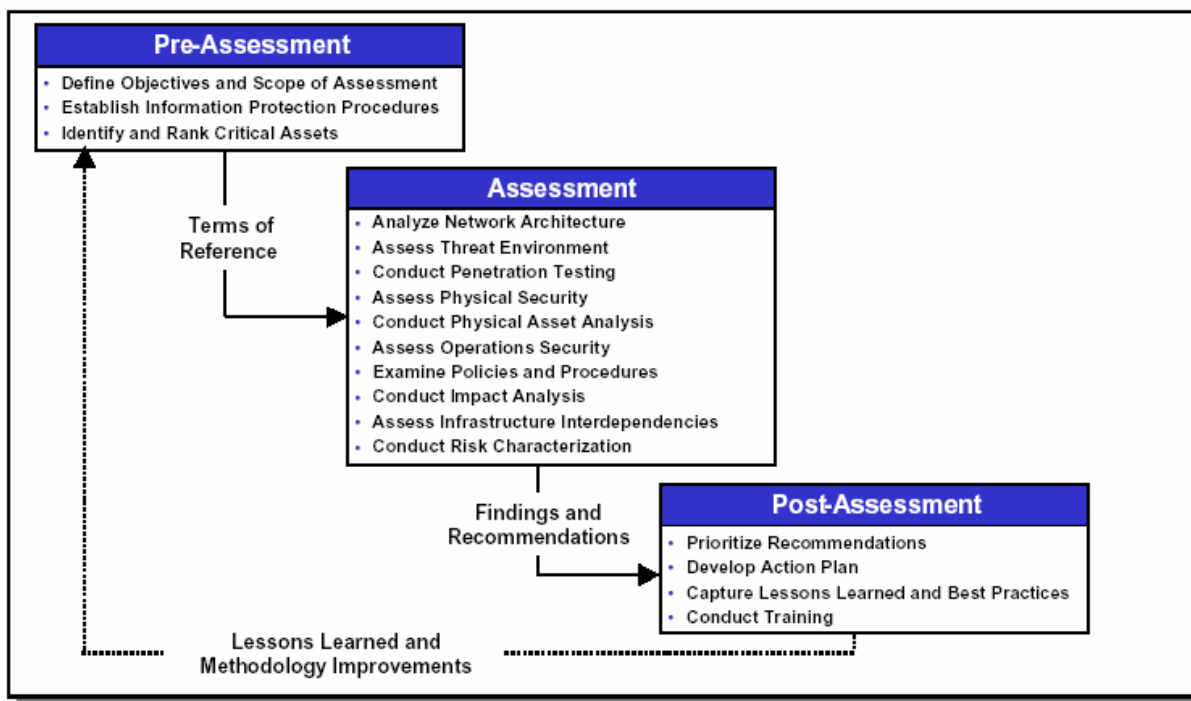 Pre-Assessment
• Define Objectives and Scope of Assessment
• Establish Information Protection Procedures
• Identify and Rank Critical Assets
Terms of
Reference
Assessment
• Analyze Network Architecture
• Assess Threat Environment
• Conduct Penetration Testing
• Assess Physical Security
• Conduct Physical Asset Analysis
• Assess Operations Security
• Examine Policies and Procedures
• Conduct Impact Analysis
• Assess Infrastructure Interdependencies
• Conduct Risk Characterization
Findings and
Recommendations
Post-Assessment
• Prioritize Recommendations
• Develop Action Plan
• Capture Lessons Learned and Best Practices
• Conduct Training
Lessons Learned and
Methodology Improvements